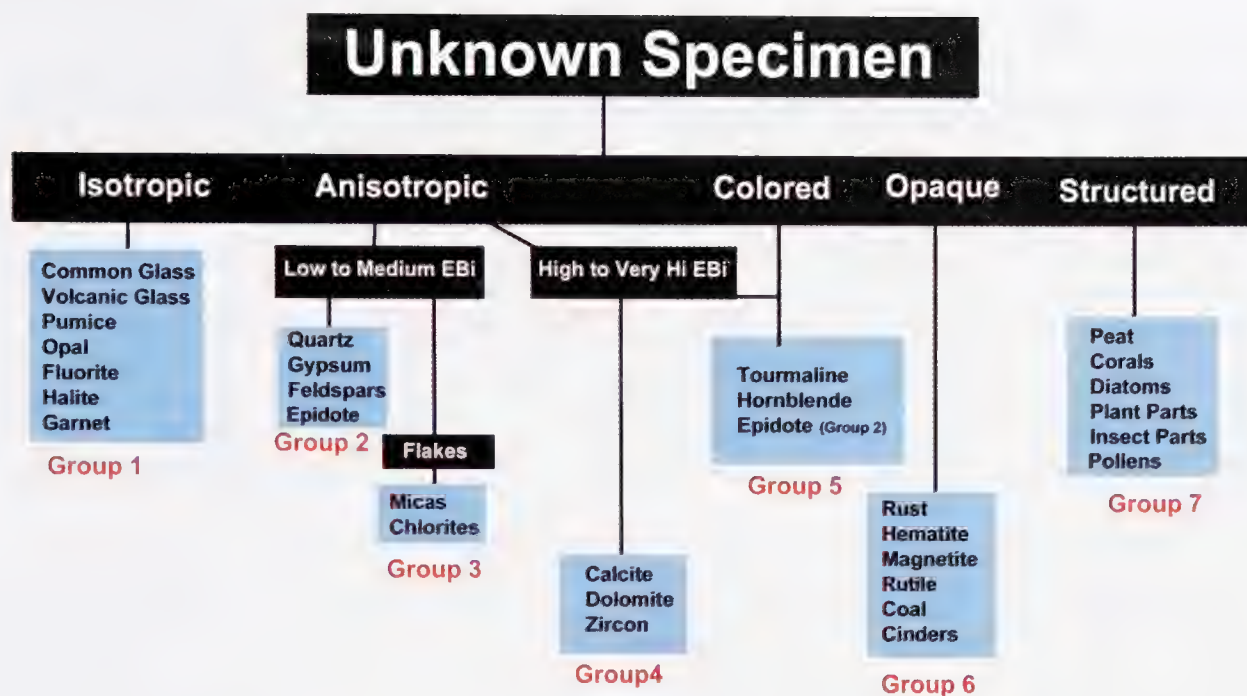 Unknown Specimen
Isotropic Anisotropic Colored Opaque Structured
Common Glass
Volcanic Glass
Pumice
Opal
Fluorite
Halite
Garnet
Group 1
Low to Medium EBi
Quartz
Gypsum
Feldspars
Epidote
Group 2
Flakes
Micas
Chlorites
Group 3
High to Very Hi EBi
Calcite
Dolomite
Zircon
Group4
Tourmaline
Hornblende
Epidote (Group 2)
Group 5
Rust
Hematite
Magnetite
Rutile
Coal
Cinders
Group 6
Peat
Corals
Diatoms
Plant Parts
Insect Parts
Pollens
Group 7